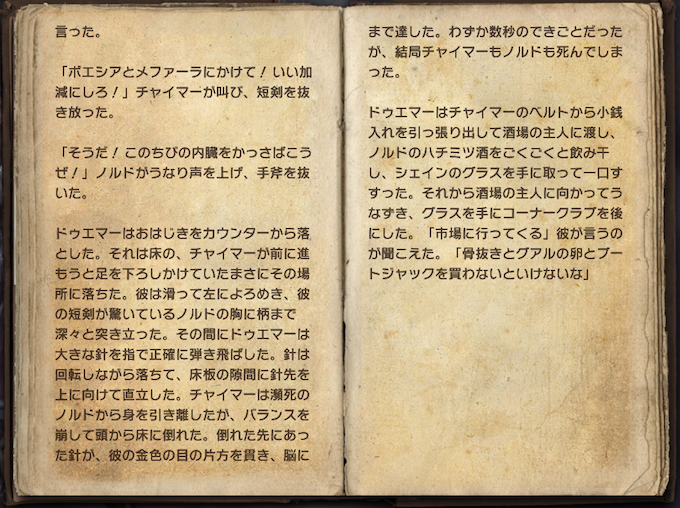 言った。
「ボエシアとメファーラにかけて！いい加
減にしろ！」チャイマーが叫び、短剣を抜
き放った。
「そうだ！このちびの内臓をかっさばこう
ぜ！」ノルドがうなり声を上げ、手斧を抜
いた。
ドゥエマーはおはじきをカウンターから落
とした。それは床の、チャイマーが前に進
もうと足を下ろしかけていたまさにその場
所に落ちた。彼は滑って左によろめき、彼
の短剣が驚いているノルドの胸に柄まで
深々と突き立った。その間にドゥエマーは
大きな針を指で正確に弾き飛ばした。針は
回転しながら落ちて、床板の隙間に針先を
上に向けて直立した。チャイマーは瀕死の
ノルドから身を引き離したが、バランスを
崩して頭から床に倒れた。倒れた先にあっ
た針が、彼の金色の目の片方を貫き、脳に
まで達した。わずか数秒のできごとだった
が、結局チャイマーもノルドも死んでしま
った。
ドゥエマーはチャイマーのベルトから小銭
入れを引っ張り出して酒場の主人に渡し、
ノルドのハチミツ酒をごくごくと飲み干
し、シェインのグラスを手に取って一口す
すった。それから酒場の主人に向かってう
なずき、グラスを手にコーナークラブを後
にした。「市場に行ってくる」彼が言うの
が聞こえた。「骨抜きとグアルの卵とブー
トジャックを買わないといけないな」